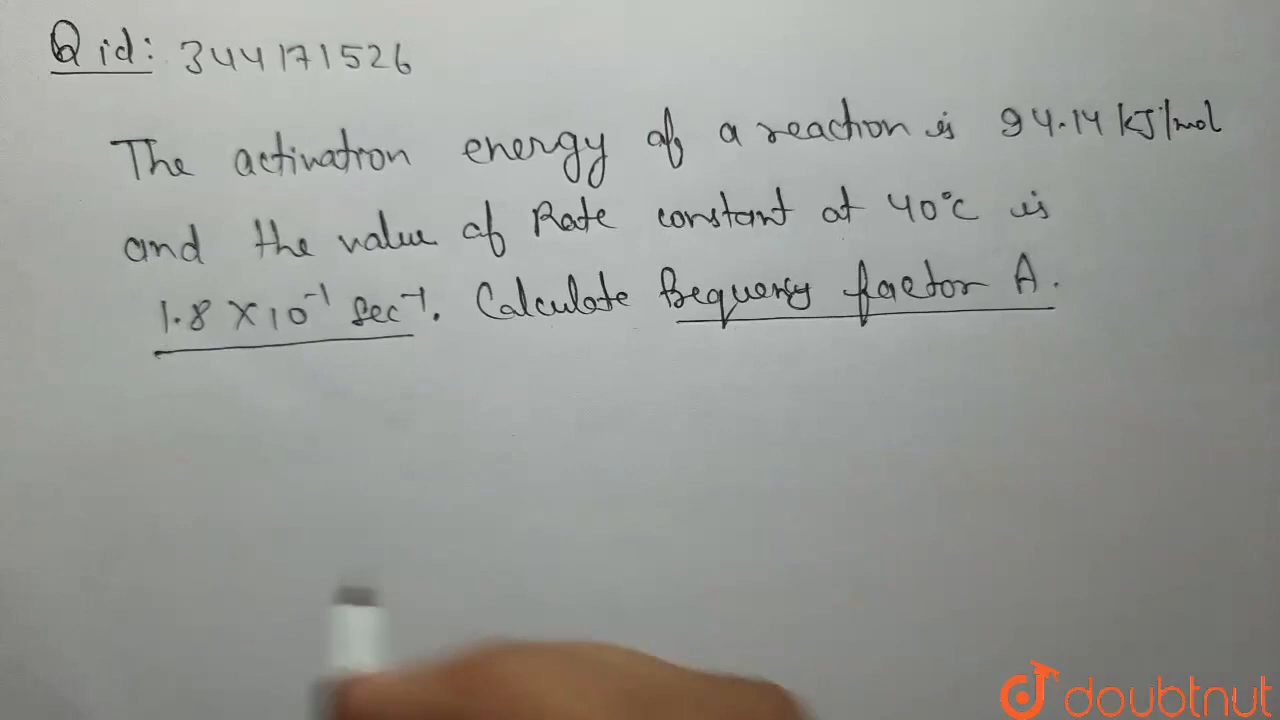 Q id: 344171526
The activation energy of a reaction is 94.14 kJ/mol
and the value of Rate constant at 40°C is
1.8 × 10⁻¹ Sec⁻¹. Calculate frequency factor A.
doubtnut